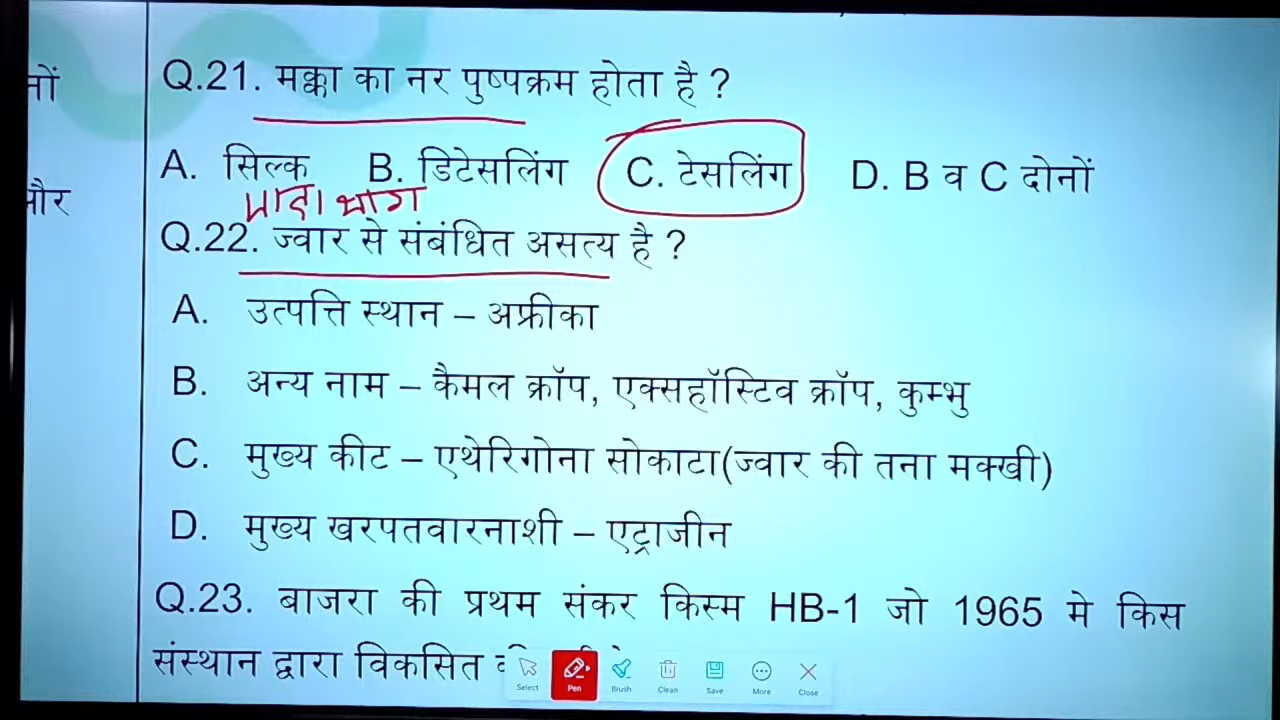 नों
Q.21. मक्का का नर पुष्पक्रम होता है ?
A. सिल्क B. डिटेसलिंग C. टेसलिंग D. B व C दोनों
और
मादा भाग
Q.22. ज्वार से संबंधित असत्य है ?
A. उत्पत्ति स्थान – अफ्रीका
B. अन्य नाम – कैमल क्रॉप, एक्सहॉस्टिव क्रॉप, कुम्भु
C. मुख्य कीट – एथेरिगोना सोकाटा(ज्वार की तना मक्खी)
D. मुख्य खरपतवारनाशी – एट्राजीन
Q.23. बाजरा की प्रथम संकर किस्म HB-1 जो 1965 मे किस
संस्थान द्वारा विकसित
Select Pen Brush Clean Save More Close